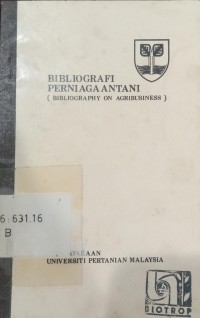 BIBLIOGRAFI
PERNIAGAANTANI
( BIBLIOGRAPHY ON AGRIBUSINESS )
6:631.16
B
UNIVERSITI PERTANIAN MALAYSIA
BIOTROP